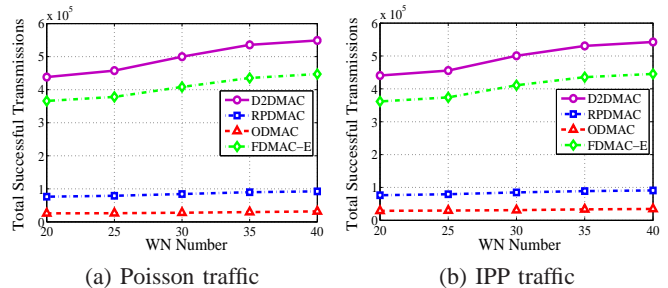 x 10^5
6
5
4
3
2
1
0
20
25
30
35
40
WN Number
Total Successful Transmissions
D2DMAC
RPDMAC
ODMAC
FDMAC-E
(a) Poisson traffic
x 10^5
6
5
4
3
2
1
0
20
25
30
35
40
WN Number
Total Successful Transmissions
D2DMAC
RPDMAC
ODMAC
FDMAC-E
(b) IPP traffic